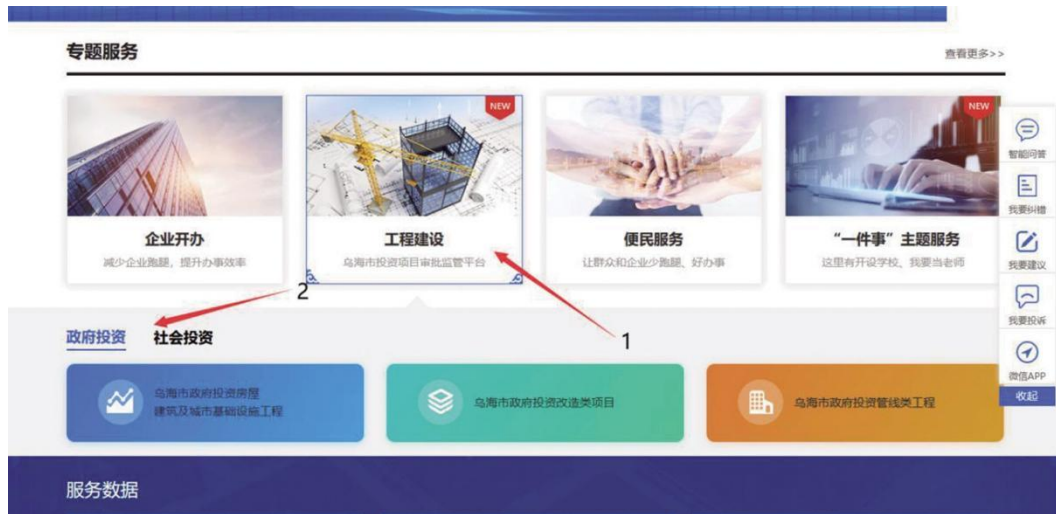 专题服务
查看更多>>
NEW
NEW
企业开办
减少企业跑腿，提升办事效率
工程建设
乌海市投资项目审批监管平台
便民服务
让群众和企业少跑腿、好办事
“一件事”主题服务
这里有开设学校、我要当老师
智能问答
我要纠错
我要建议
我要投诉
微信APP
收起
2
1
政府投资
社会投资
乌海市政府投资房屋
建筑及城市基础设施工程
乌海市政府投资改造类项目
乌海市政府投资管线类工程
服务数据